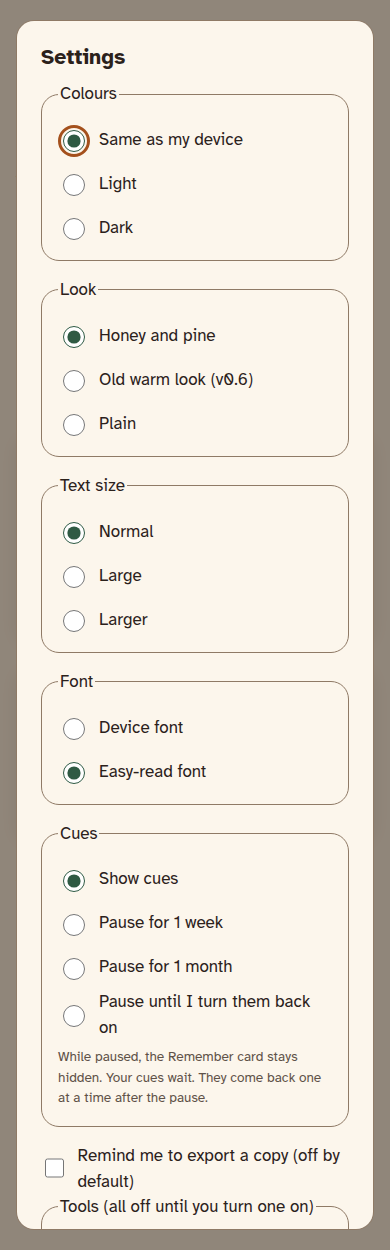 Settings
Colours
Same as my device
Light
Dark
Look
Honey and pine
Old warm look (v0.6)
Plain
Text size
Normal
Large
Larger
Font
Device font
Easy-read font
Cues
Show cues
Pause for 1 week
Pause for 1 month
Pause until I turn them back
on
While paused, the Remember card stays
hidden. Your cues wait. They come back one
at a time after the pause.
Remind me to export a copy (off by
default)
Tools (all off until you turn one on)